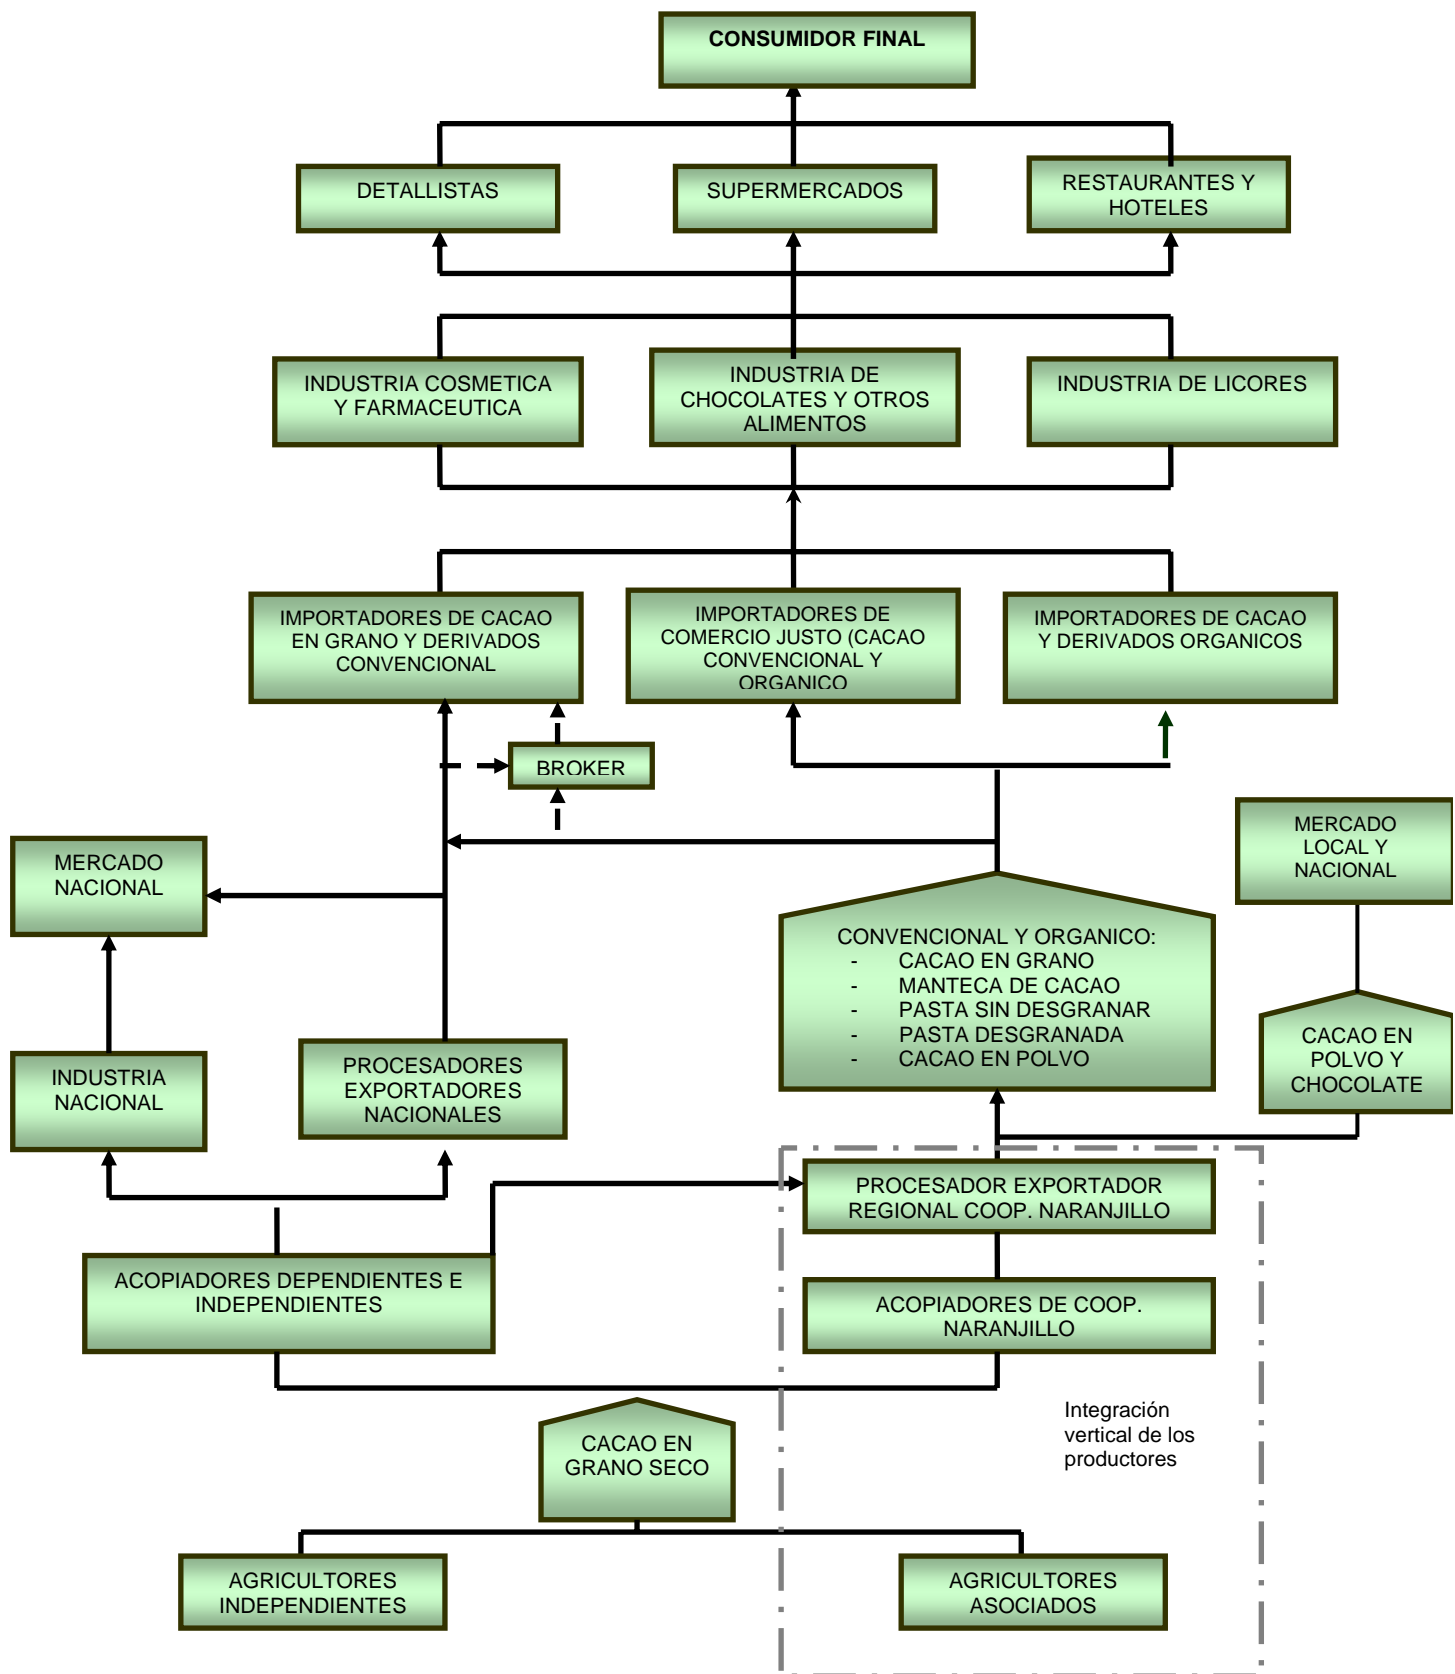 CONSUMIDOR FINAL
DETALLISTAS
SUPERMERCADOS
RESTAURANTES Y
HOTELES
INDUSTRIA COSMETICA
Y FARMACEUTICA
INDUSTRIA DE
CHOCOLATES Y OTROS
ALIMENTOS
INDUSTRIA DE LICORES
IMPORTADORES DE CACAO
EN GRANO Y DERIVADOS
CONVENCIONAL
IMPORTADORES DE
COMERCIO JUSTO (CACAO
CONVENCIONAL Y
ORGANICO
IMPORTADORES DE CACAO
Y DERIVADOS ORGANICOS
BROKER
MERCADO
NACIONAL
MERCADO
LOCAL Y
NACIONAL
CONVENCIONAL Y ORGANICO:
- CACAO EN GRANO
- MANTECA DE CACAO
- PASTA SIN DESGRANAR
- PASTA DESGRANADA
- CACAO EN POLVO
CACAO EN
POLVO Y
CHOCOLATE
INDUSTRIA
NACIONAL
PROCESADORES
EXPORTADORES
NACIONALES
PROCESADOR EXPORTADOR
REGIONAL COOP. NARANJILLO
ACOPIADORES DEPENDIENTES E
INDEPENDIENTES
ACOPIADORES DE COOP.
NARANJILLO
Integración
vertical de los
productores
CACAO EN
GRANO SECO
AGRICULTORES
INDEPENDIENTES
AGRICULTORES
ASOCIADOS